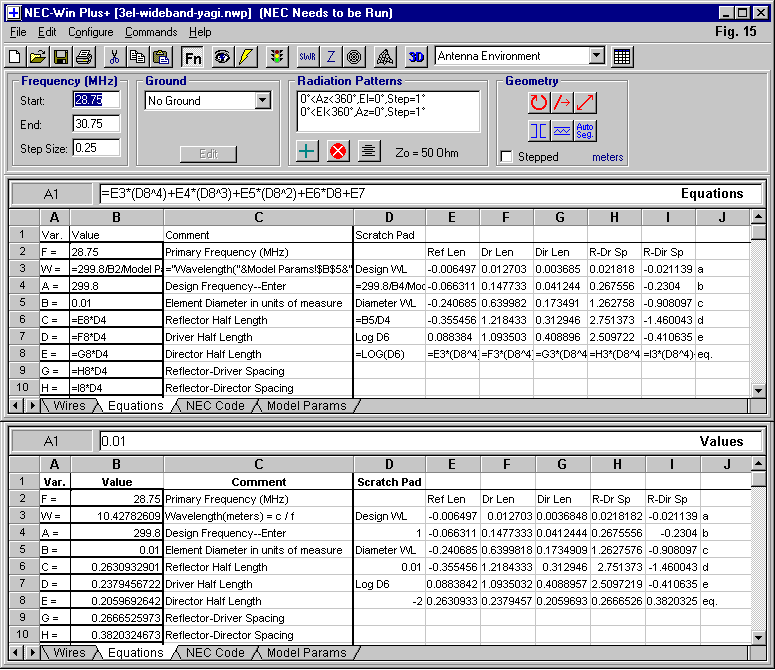 NEC-Win Plus+ [3el-wideband-yagi.nwp] (NEC Needs to be Run)
File Edit Configure Commands Help Fig. 15
Fn SWR Z 3D Antenna Environment
Frequency (MHz) Ground Radiation Patterns Geometry
Start: 28.75 No Ground 0°<Az<360°,El=0°,Step=1°
0°<El<360°,Az=0°,Step=1°
End: 30.75
Auto Seg.
Step Size: 0.25 Edit Zo = 50 Ohm Stepped meters
A1 =E3*(D8^4)+E4*(D8^3)+E5*(D8^2)+E6*D8+E7 Equations
A B C D E F G H I J
1 Var. Value Comment Scratch Pad
2 F = 28.75 Primary Frequency (MHz) Ref Len Dr Len Dir Len R-Dr Sp R-Dir Sp
3 W = =299.8/B2/Model Pa ="Wavelength("&Model Params!$B$5&" Design WL -0.006497 0.012703 0.003685 0.021818 -0.021139 a
4 A = 299.8 Design Frequency--Enter =299.8/B4/Mod -0.066311 0.147733 0.041244 0.267556 -0.2304 b
5 B = 0.01 Element Diameter in units of measure Diameter WL -0.240685 0.639982 0.173491 1.262758 -0.908097 c
6 C = =E8*D4 Reflector Half Length =B5/D4 -0.355456 1.218433 0.312946 2.751373 -1.460043 d
7 D = =F8*D4 Driver Half Length Log D6 0.088384 1.093503 0.408896 2.509722 -0.410635 e
8 E = =G8*D4 Director Half Length =LOG(D6) =E3*(D8^4) =F3*(D8^4) =G3*(D8^4) =H3*(D8^4) =I3*(D8^4) eq.
9 G = =H8*D4 Reflector-Driver Spacing
10 H = =I8*D4 Reflector-Director Spacing
Wires Equations NEC Code Model Params
A1 0.01 Values
A B C D E F G H I J
1 Var. Value Comment Scratch Pad
2 F = 28.75 Primary Frequency (MHz) Ref Len Dr Len Dir Len R-Dr Sp R-Dir Sp
3 W = 10.42782609 Wavelength(meters) = c / f Design WL -0.006497 0.012703 0.0036848 0.0218182 -0.021139 a
4 A = 299.8 Design Frequency--Enter 1 -0.066311 0.1477333 0.0412444 0.2675556 -0.2304 b
5 B = 0.01 Element Diameter in units of measure Diameter WL -0.240685 0.6399818 0.1734909 1.2627576 -0.908097 c
6 C = 0.2630932901 Reflector Half Length 0.01 -0.355456 1.2184333 0.312946 2.751373 -1.460043 d
7 D = 0.2379456722 Driver Half Length Log D6 0.0883842 1.0935032 0.4088957 2.5097219 -0.410635 e
8 E = 0.2059692642 Director Half Length -2 0.2630933 0.2379457 0.2059693 0.2666526 0.3820325 eq.
9 G = 0.2666525973 Reflector-Driver Spacing
10 H = 0.3820324673 Reflector-Director Spacing
Wires Equations NEC Code Model Params